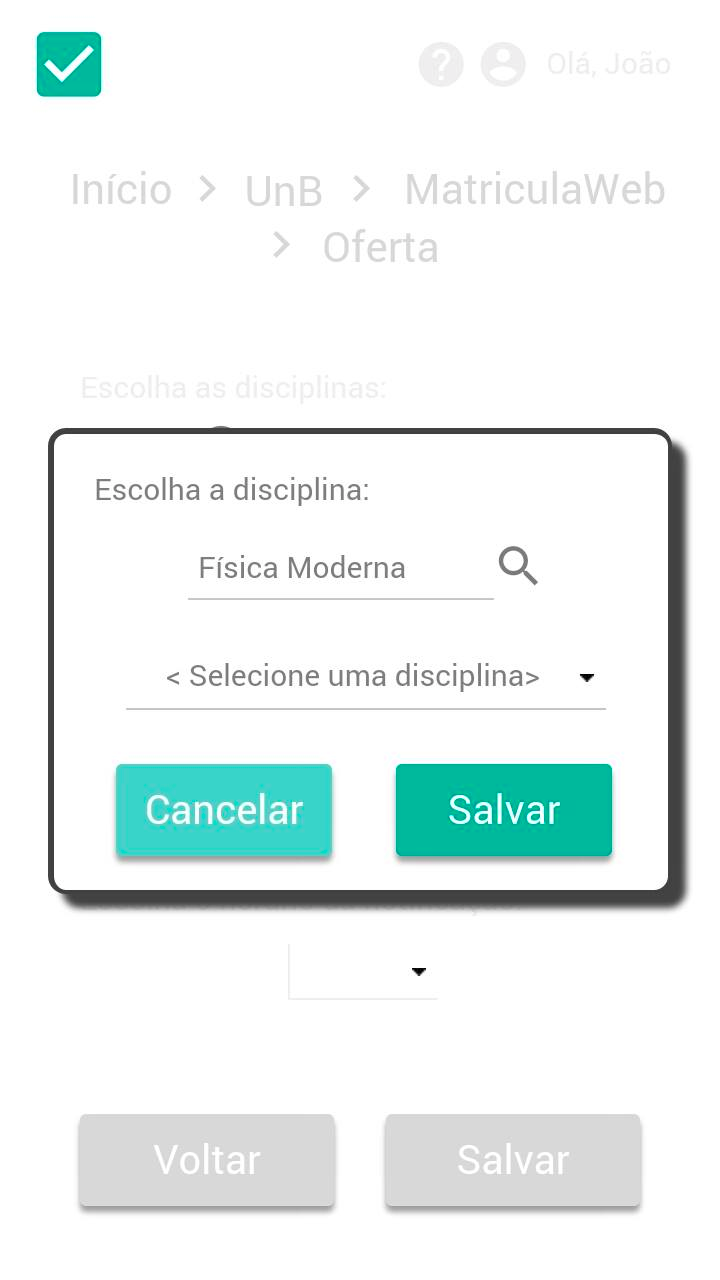 Olá, João
Início > UnB > MatriculaWeb
> Oferta
Escolha as disciplinas:
Escolha a disciplina:
Física Moderna
< Selecione uma disciplina>
Cancelar Salvar
Voltar Salvar